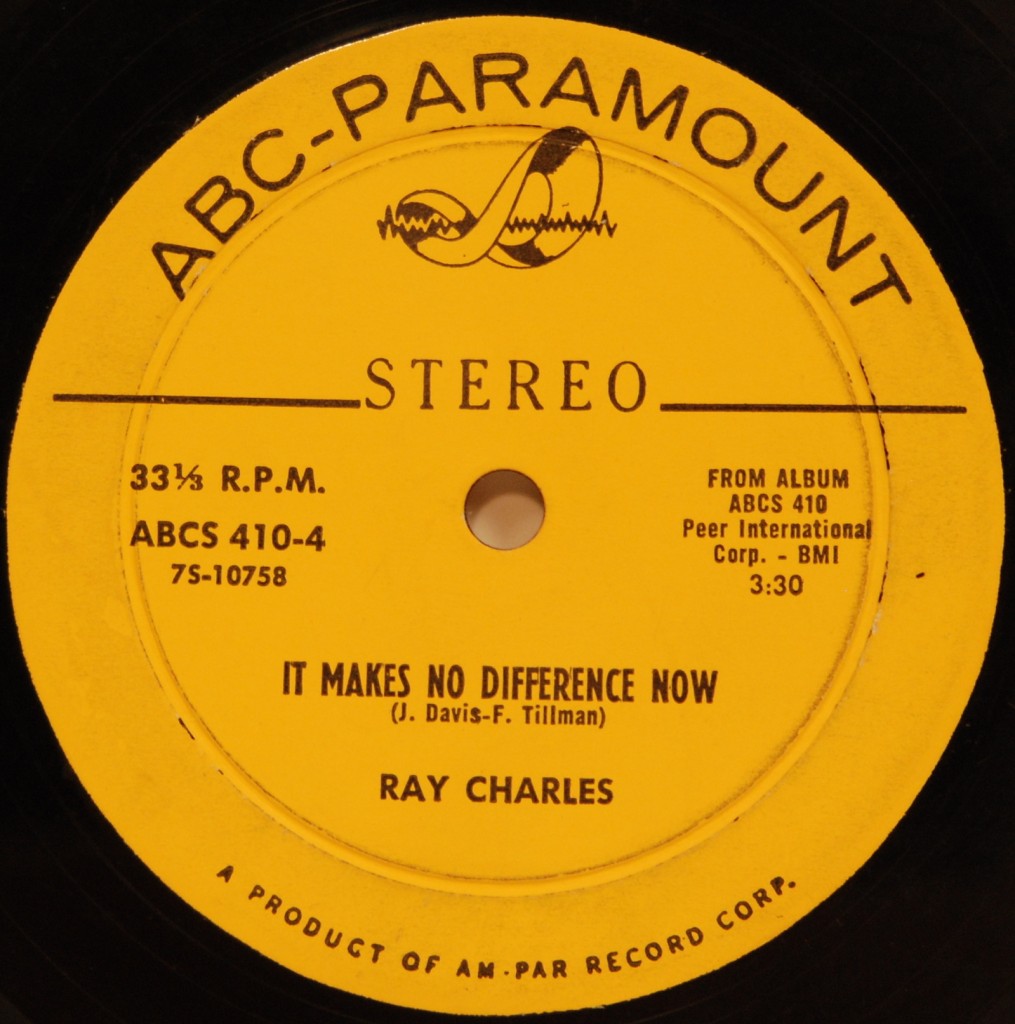 ABC-PARAMOUNT
STEREO
33⅓ R.P.M.
ABCS 410-4
7S-10758
FROM ALBUM
ABCS 410
Peer International
Corp. - BMI
3:30
IT MAKES NO DIFFERENCE NOW
(J. Davis-F. Tillman)
RAY CHARLES
A PRODUCT OF AM-PAR RECORD CORP.